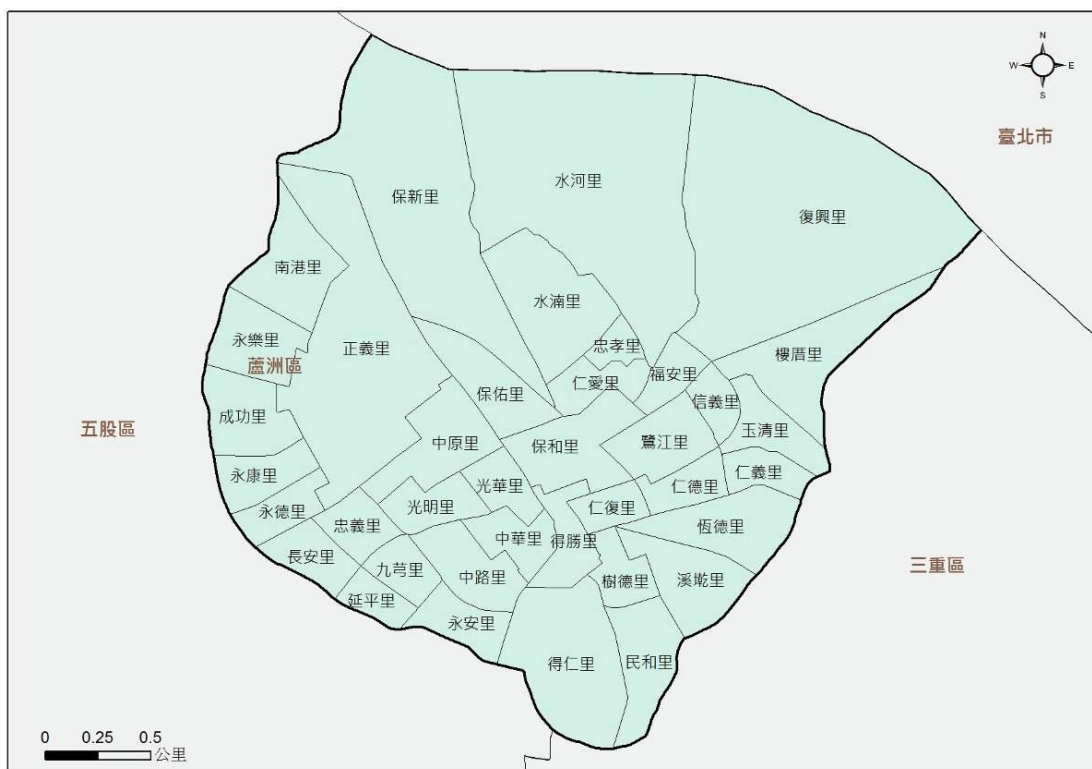 N
W
E
S
臺北市
水河里
保新里
復興里
南港里
水湳里
永樂里
正義里
忠孝里
樓厝里
蘆洲區
仁愛里
福安里
保佑里
信義里
成功里
五股區
中原里
保和里
鷺江里
玉清里
永康里
光華里
仁德里
仁義里
光明里
仁復里
永德里
忠義里
中華里
得勝里
恆德里
長安里
九芎里
中路里
樹德里
溪墘里
三重區
延平里
永安里
得仁里
民和里
0 0.25 0.5
公里